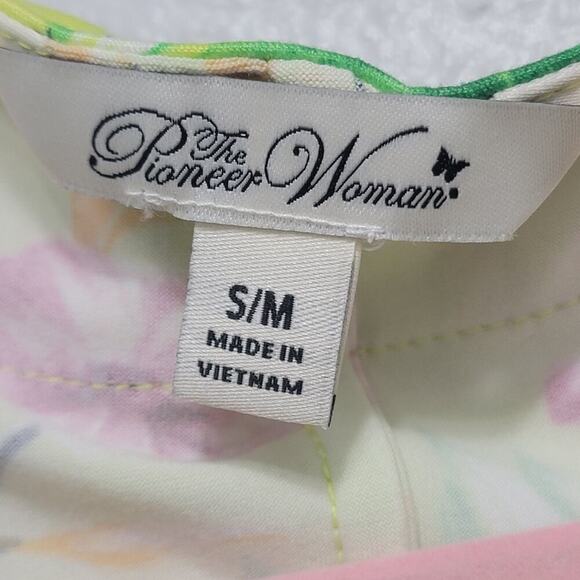 The
Pioneer Woman
S/M
MADE IN
VIETNAM